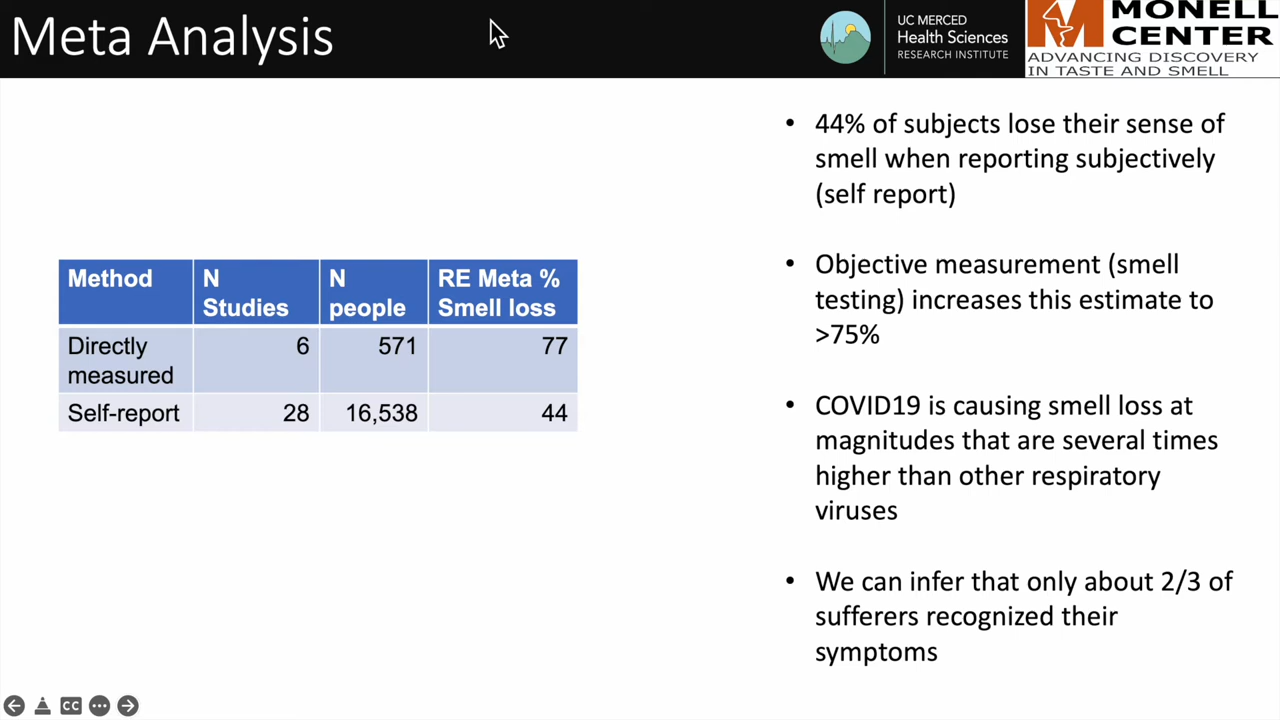 Meta Analysis
UC MERCED
Health Sciences
RESEARCH INSTITUTE
MONELL
CENTER
ADVANCING DISCOVERY
IN TASTE AND SMELL
Method
N
Studies
N
people
RE Meta %
Smell loss
Directly
measured
6
571
77
Self-report
28
16,538
44
• 44% of subjects lose their sense of
smell when reporting subjectively
(self report)
• Objective measurement (smell
testing) increases this estimate to
>75%
• COVID19 is causing smell loss at
magnitudes that are several times
higher than other respiratory
viruses
• We can infer that only about 2/3 of
sufferers recognized their
symptoms
CC